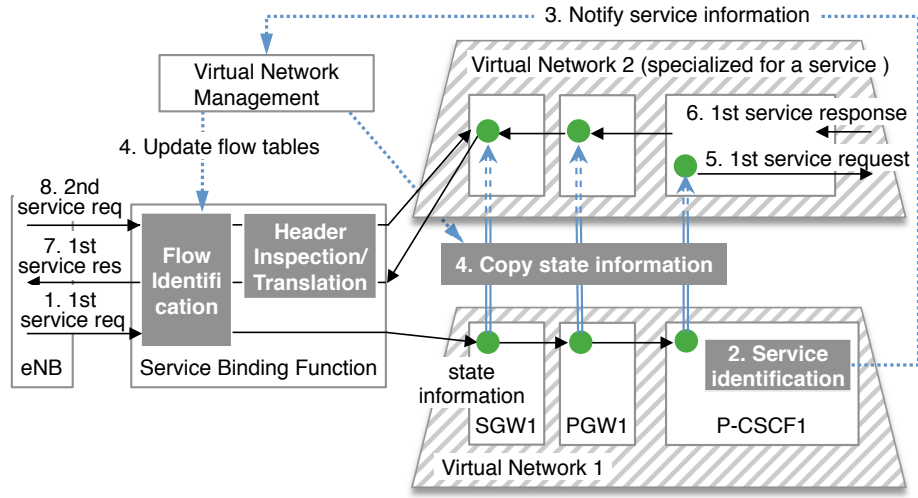 3. Notify service information
Virtual Network
Management
Virtual Network 2 (specialized for a service )
6. 1st service response
5. 1st service request
4. Update flow tables
8. 2nd
service req
7. 1st
service res
1. 1st
service req
eNB
Flow
Identifi
cation
Header
Inspection/
Translation
Service Binding Function
4. Copy state information
state
information
2. Service
identification
SGW1
PGW1
P-CSCF1
Virtual Network 1